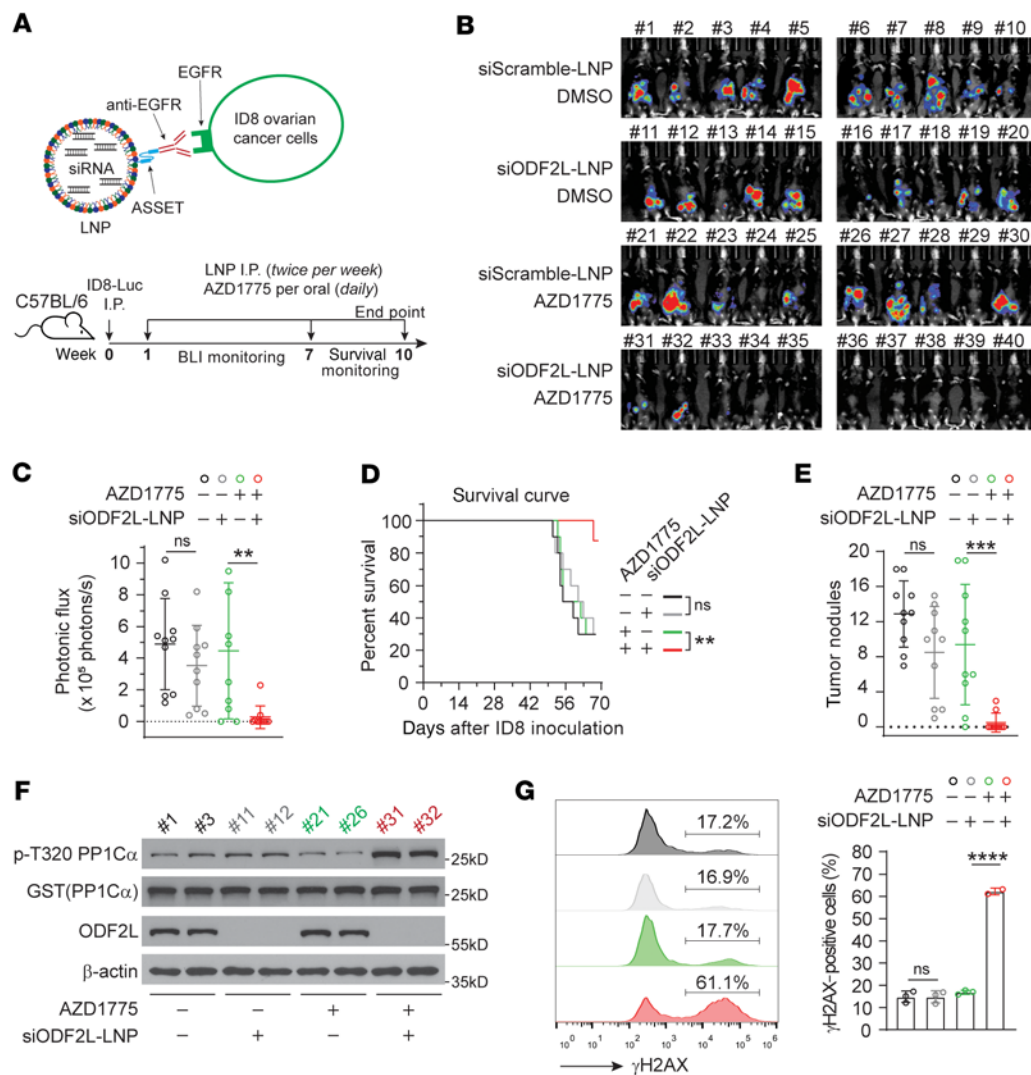 A
EGFR
anti-EGFR
ID8 ovarian
cancer cells
siRNA
ASSET
LNP
LNP I.P. (twice per week)
AZD1775 per oral (daily)
ID8-Luc
I.P.
C57BL/6
End point
Week 0 1 BLI monitoring 7 Survival 10
monitoring
B
#1 #2 #3 #4 #5 #6 #7 #8 #9 #10
siScramble-LNP
DMSO
#11 #12 #13 #14 #15 #16 #17 #18 #19 #20
siODF2L-LNP
DMSO
#21 #22 #23 #24 #25 #26 #27 #28 #29 #30
siScramble-LNP
AZD1775
#31 #32 #33 #34 #35 #36 #37 #38 #39 #40
siODF2L-LNP
AZD1775
C
AZD1775 − − + +
siODF2L-LNP − + − +
ns
**
Photonic flux
(x 10⁵ photons/s)
10
8
6
4
2
0
D
Survival curve
Percent survival
100
80
60
40
20
0
0 14 28 42 56 70
Days after ID8 inoculation
AZD1775
siODF2L-LNP
− −
− +
ns
+ −
+ +
**
E
AZD1775 − − + +
siODF2L-LNP − + − +
ns
***
Tumor nodules
20
16
12
8
4
0
F
#1 #3 #11 #12 #21 #26 #31 #32
p-T320 PP1Cα -25kD
GST(PP1Cα) -25kD
ODF2L -55kD
β-actin -35kD
AZD1775 − − + +
siODF2L-LNP − + − +
G
17.2%
16.9%
17.7%
61.1%
10⁰ 10¹ 10² 10³ 10⁴ 10⁵ 10⁶
γH2AX
AZD1775 − − + +
siODF2L-LNP − + − +
****
ns
γH2AX-positive cells (%)
80
70
60
50
40
30
20
10
0